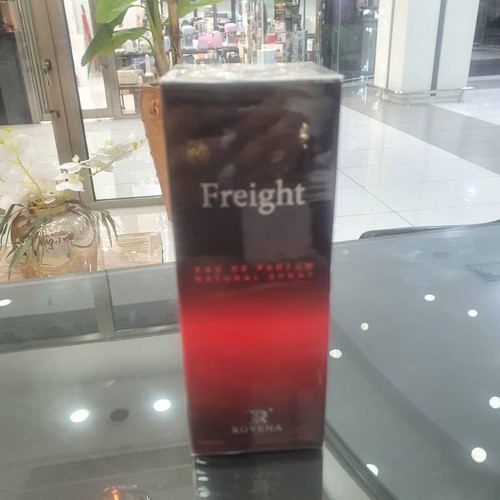 Freight
EAU DE PARFUM
NATURAL SPRAY
R
ROVENA